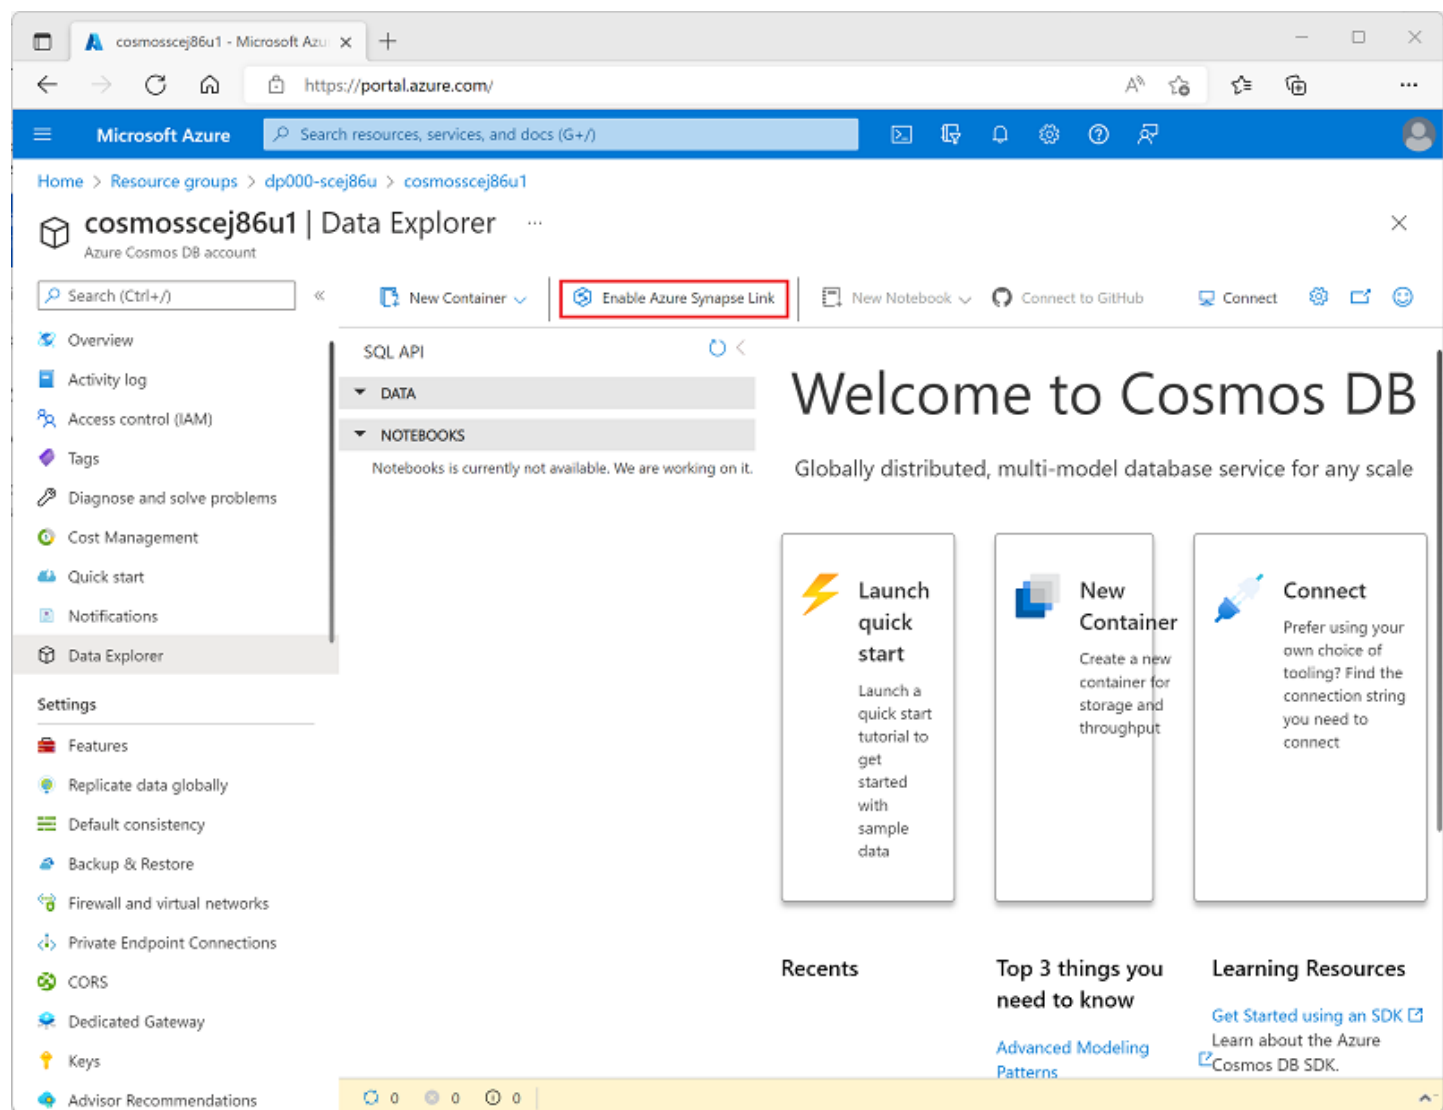 cosmosscej86u1 - Microsoft Azu
https://portal.azure.com/
Microsoft Azure
Search resources, services, and docs (G+/)
Home > Resource groups > dp000-scej86u > cosmosscej86u1
cosmosscej86u1 | Data Explorer ...
Azure Cosmos DB account
Search (Ctrl+/)
«
New Container
Enable Azure Synapse Link
New Notebook
Connect to GitHub
Connect
Overview
Activity log
Access control (IAM)
Tags
Diagnose and solve problems
Cost Management
Quick start
Notifications
Data Explorer
Settings
Features
Replicate data globally
Default consistency
Backup & Restore
Firewall and virtual networks
Private Endpoint Connections
CORS
Dedicated Gateway
Keys
Advisor Recommendations
SQL API
DATA
NOTEBOOKS
Notebooks is currently not available. We are working on it.
Welcome to Cosmos DB
Globally distributed, multi-model database service for any scale
Launch
quick
start
Launch a
quick start
tutorial to
get
started
with
sample
data
New
Container
Create a new
container for
storage and
throughput
Connect
Prefer using your
own choice of
tooling? Find the
connection string
you need to
connect
Recents
Top 3 things you
need to know
Advanced Modeling
Patterns
Learning Resources
Get Started using an SDK
Learn about the Azure
Cosmos DB SDK.
0 0 0